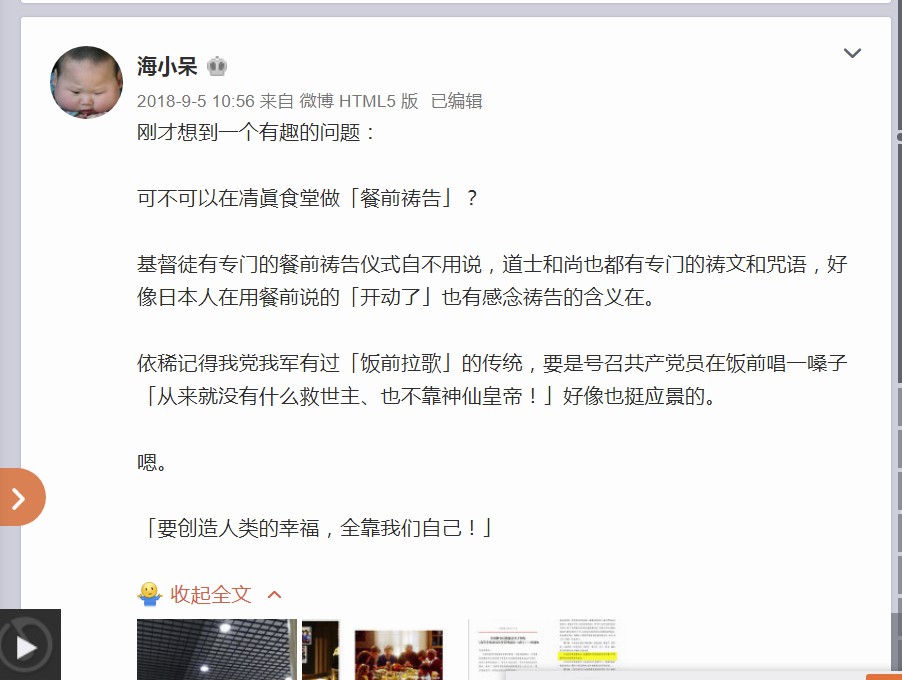 海小呆
2018-9-5 10:56 来自 微博 HTML5 版 已编辑
刚才想到一个有趣的问题：
可不可以在清眞食堂做「餐前祷告」？
基督徒有专门的餐前祷告仪式自不用说，道士和尚也都有专门的祷文和咒语，好
像日本人在用餐前说的「开动了」也有感念祷告的含义在。
依稀记得我党我军有过「饭前拉歌」的传统，要是号召共产党员在饭前唱一嗓子
「从来就没有什么救世主、也不靠神仙皇帝！」好像也挺应景的。
嗯。
「要创造人类的幸福，全靠我们自己！」
收起全文